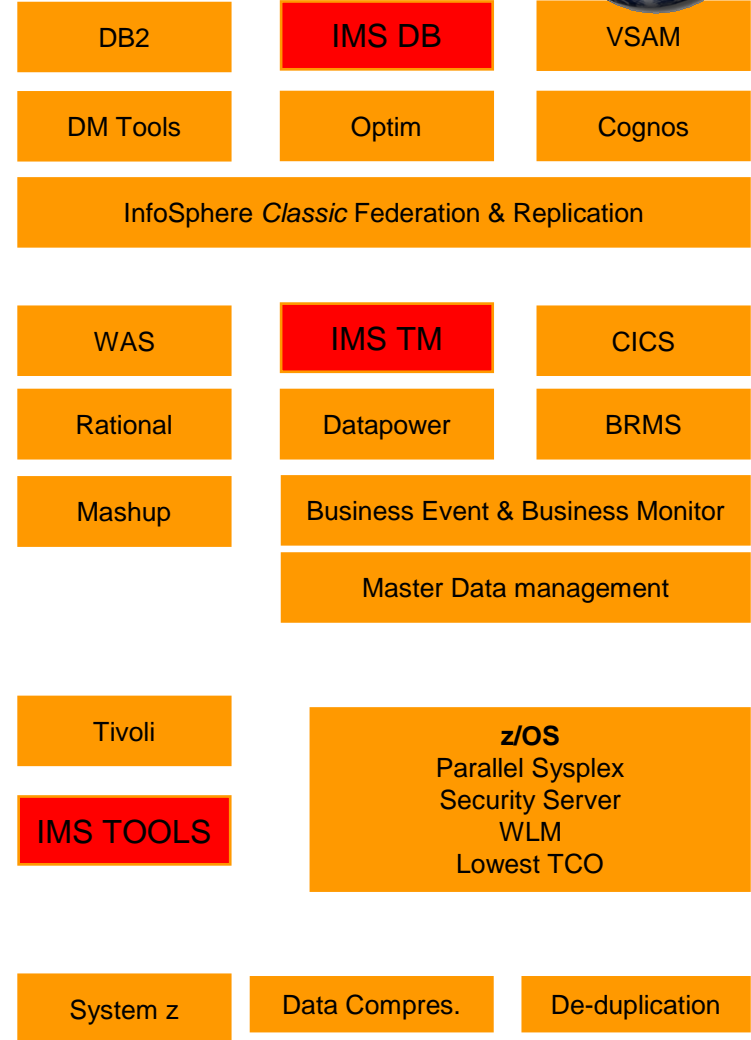 DB2
IMS DB
VSAM
DM Tools
Optim
Cognos
InfoSphere Classic Federation & Replication
WAS
IMS TM
CICS
Rational
Datapower
BRMS
Mashup
Business Event & Business Monitor
Master Data management
Tivoli
z/OS
Parallel Sysplex
Security Server
WLM
Lowest TCO
IMS TOOLS
System z
Data Compres.
De-duplication